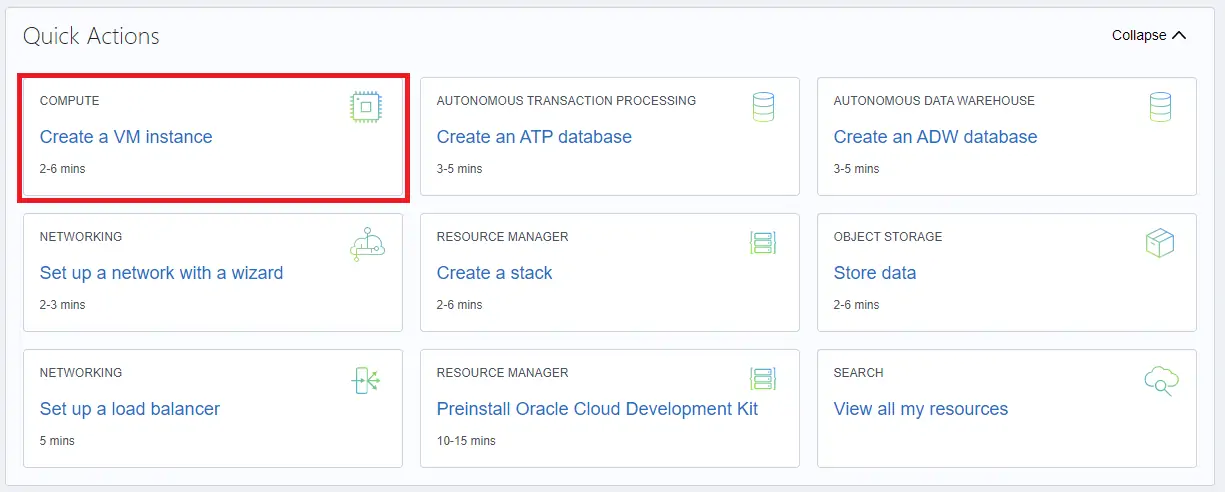 Quick Actions
Collapse
COMPUTE
Create a VM instance
2-6 mins
AUTONOMOUS TRANSACTION PROCESSING
Create an ATP database
3-5 mins
AUTONOMOUS DATA WAREHOUSE
Create an ADW database
3-5 mins
NETWORKING
Set up a network with a wizard
2-3 mins
RESOURCE MANAGER
Create a stack
2-6 mins
OBJECT STORAGE
Store data
2-6 mins
NETWORKING
Set up a load balancer
5 mins
RESOURCE MANAGER
Preinstall Oracle Cloud Development Kit
10-15 mins
SEARCH
View all my resources